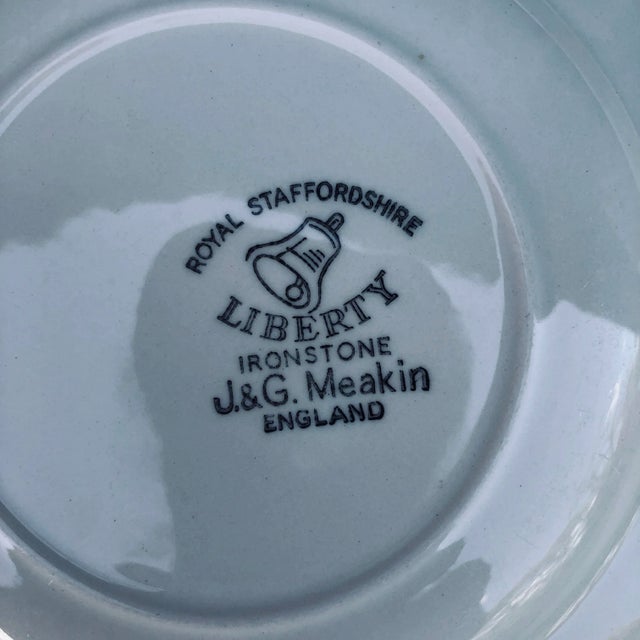 ROYAL STAFFORDSHIRE
LIBERTY
IRONSTONE
J.&G. Meakin
ENGLAND